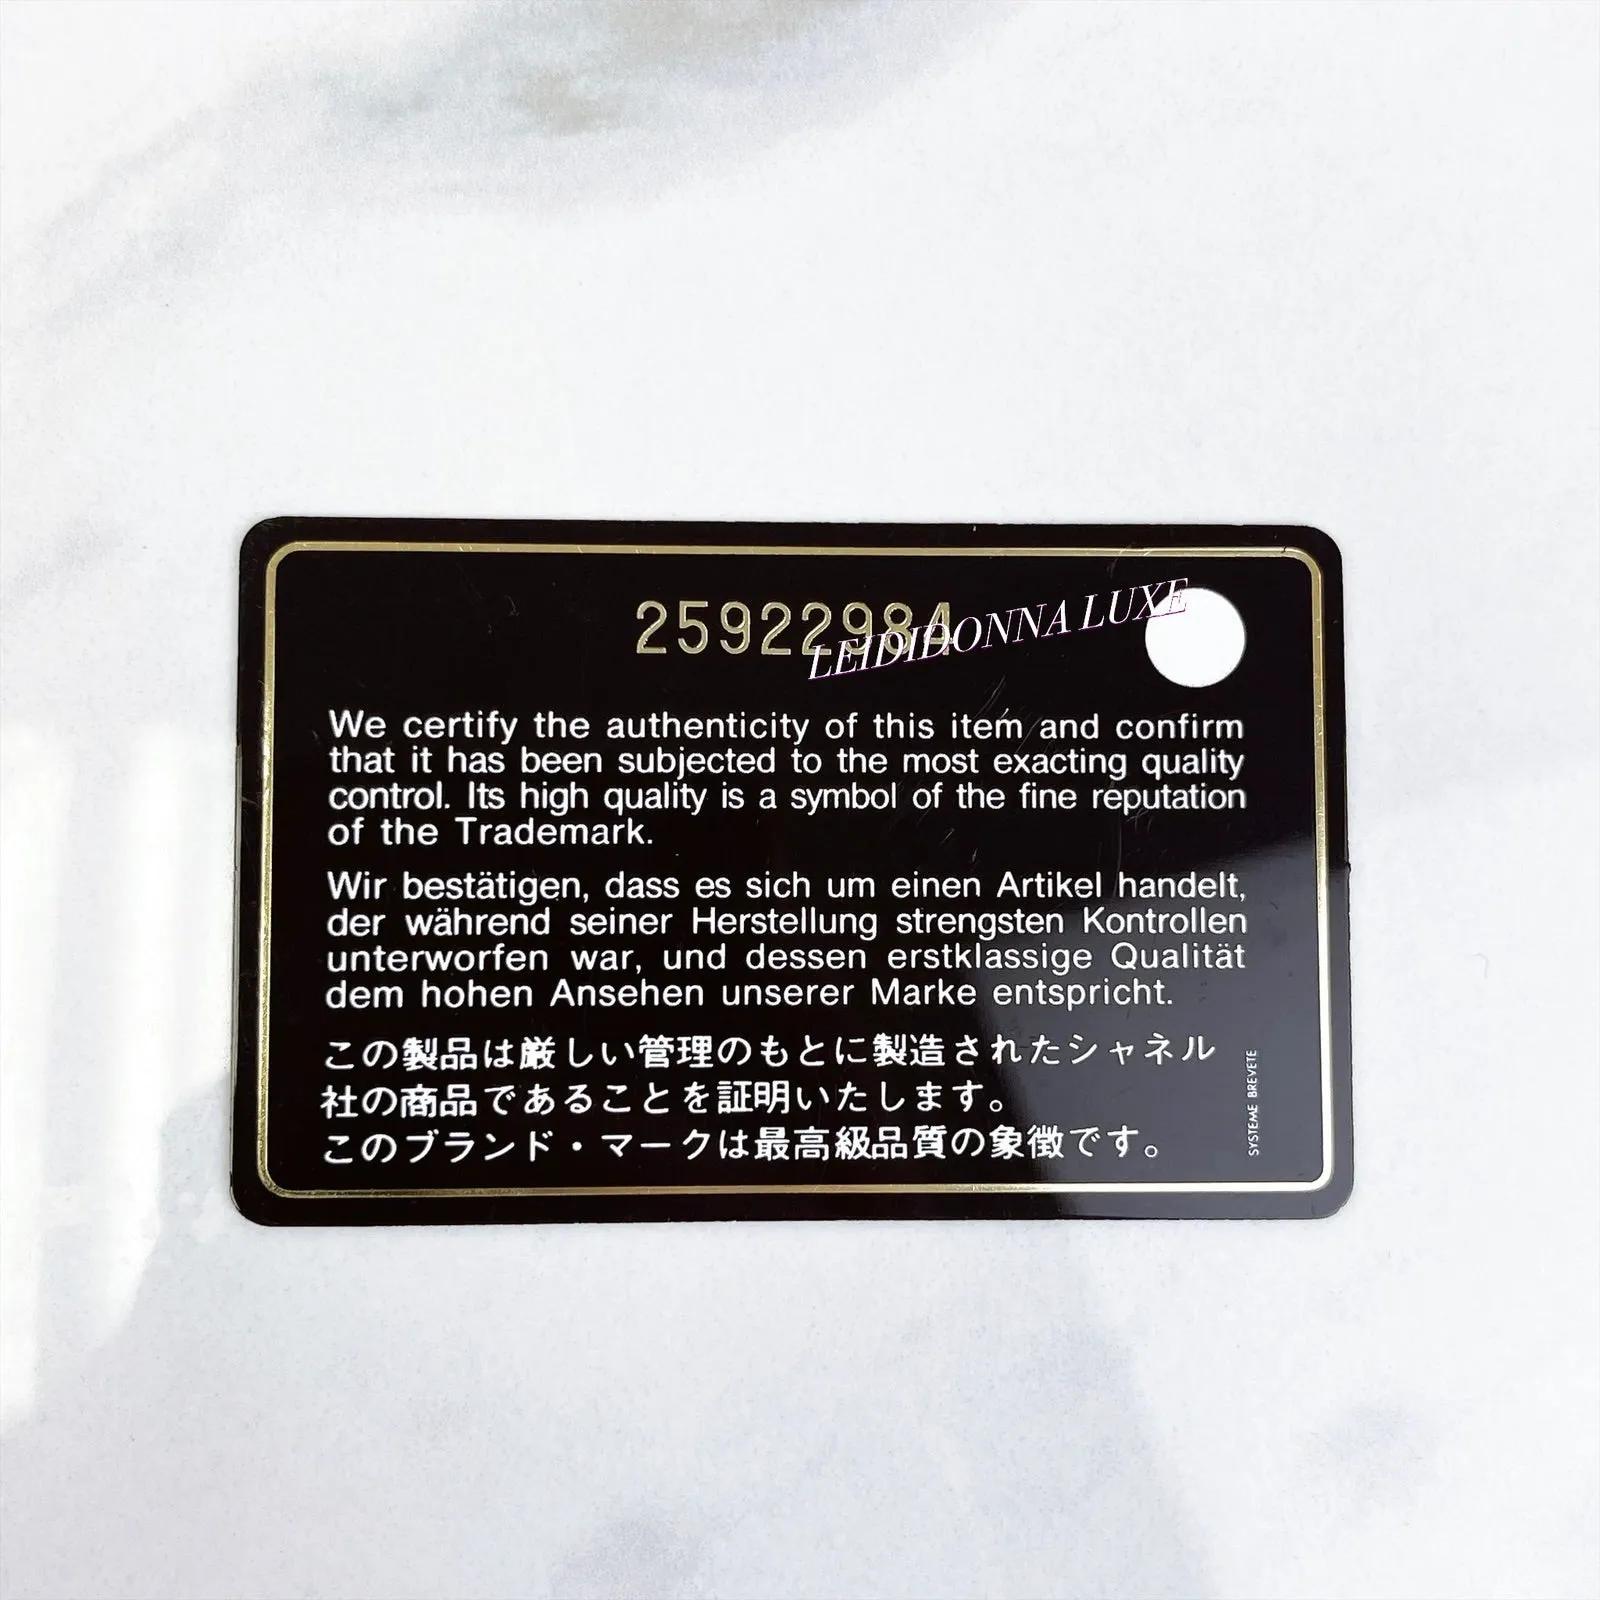 25922984
LEIDIDONNA LUXE
We certify the authenticity of this item and confirm
that it has been subjected to the most exacting quality
control. Its high quality is a symbol of the fine reputation
of the Trademark.
Wir bestätigen, dass es sich um einen Artikel handelt,
der während seiner Herstellung strengsten Kontrollen
unterworfen war, und dessen erstklassige Qualität
dem hohen Ansehen unserer Marke entspricht.
この製品は厳しい管理のもとに製造されたシャネル
社の商品であることを証明いたします。
このブランド・マークは最高級品質の象徴です。
SYSTEME BREVETE